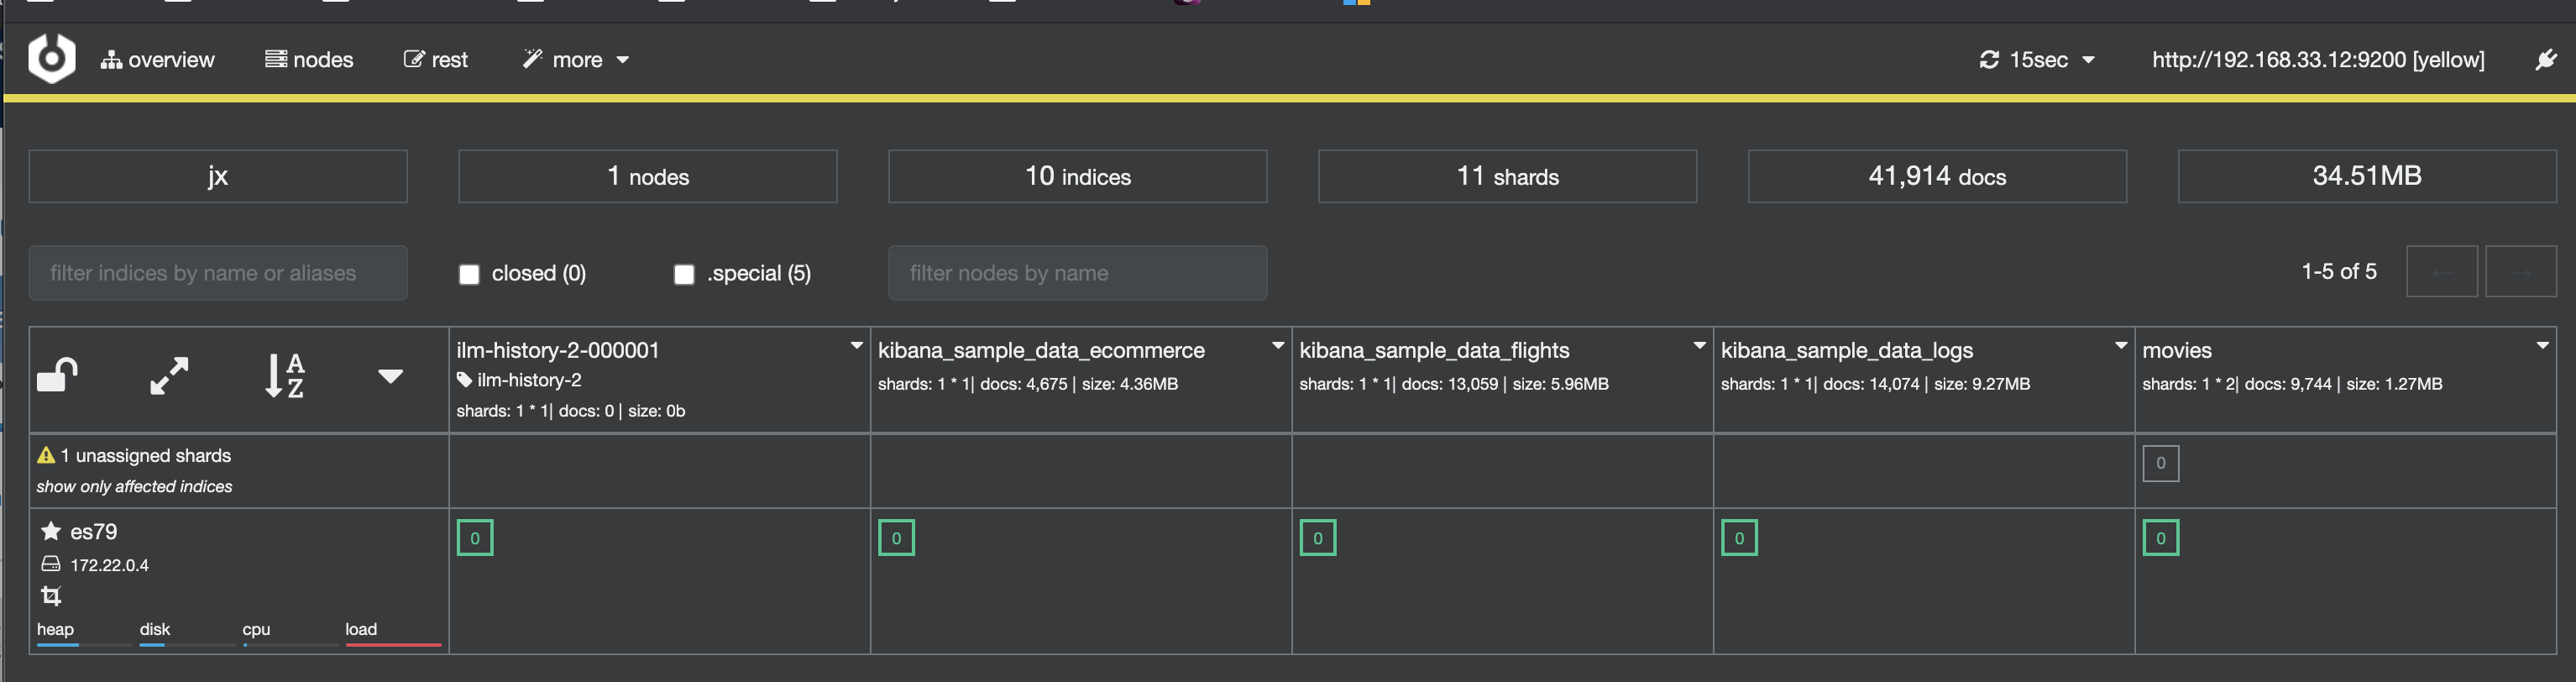 overview nodes rest more 15sec http://192.168.33.12:9200 [yellow]
jx 1 nodes 10 indices 11 shards 41,914 docs 34.51MB
filter indices by name or aliases closed (0) .special (5) filter nodes by name 1-5 of 5 ← →
A
Z
ilm-history-2-000001
ilm-history-2
shards: 1 * 1| docs: 0 | size: 0b
kibana_sample_data_ecommerce
shards: 1 * 1| docs: 4,675 | size: 4.36MB
kibana_sample_data_flights
shards: 1 * 1| docs: 13,059 | size: 5.96MB
kibana_sample_data_logs
shards: 1 * 1| docs: 14,074 | size: 9.27MB
movies
shards: 1 * 2| docs: 9,744 | size: 1.27MB
1 unassigned shards
show only affected indices
0
es79
172.22.0.4
heap disk cpu load
0 0 0 0 0